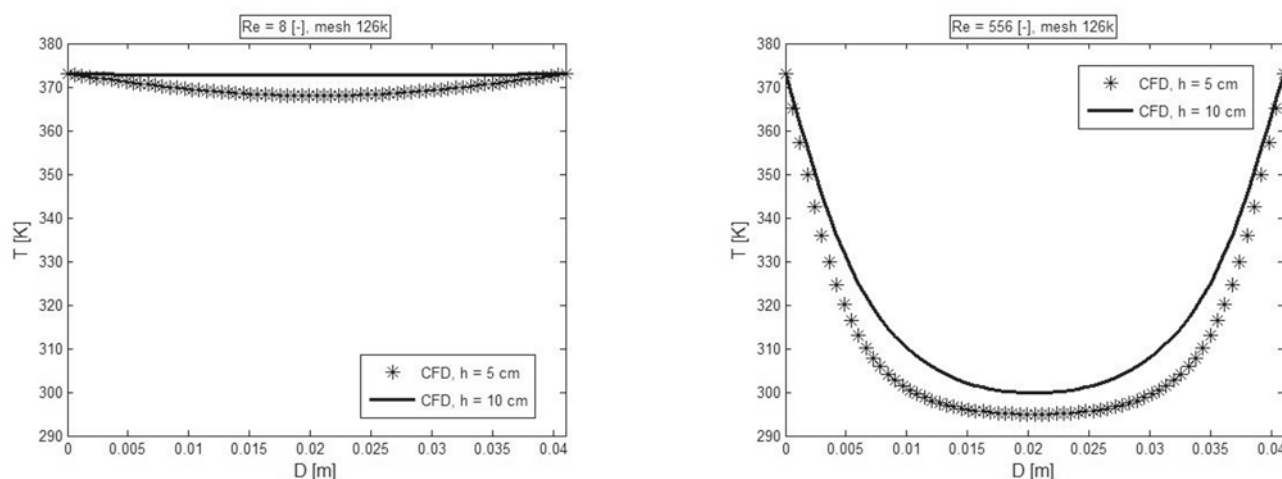 Re = 8 [-], mesh 126k
380
370
360
350
340
330
320
310
300
290
T [K]
CFD, h = 5 cm
CFD, h = 10 cm
0 0.005 0.01 0.015 0.02 0.025 0.03 0.035 0.04
D [m]
Re = 556 [-], mesh 126k
380
370
360
350
340
330
320
310
300
290
T [K]
CFD, h = 5 cm
CFD, h = 10 cm
0 0.005 0.01 0.015 0.02 0.025 0.03 0.035 0.04
D [m]